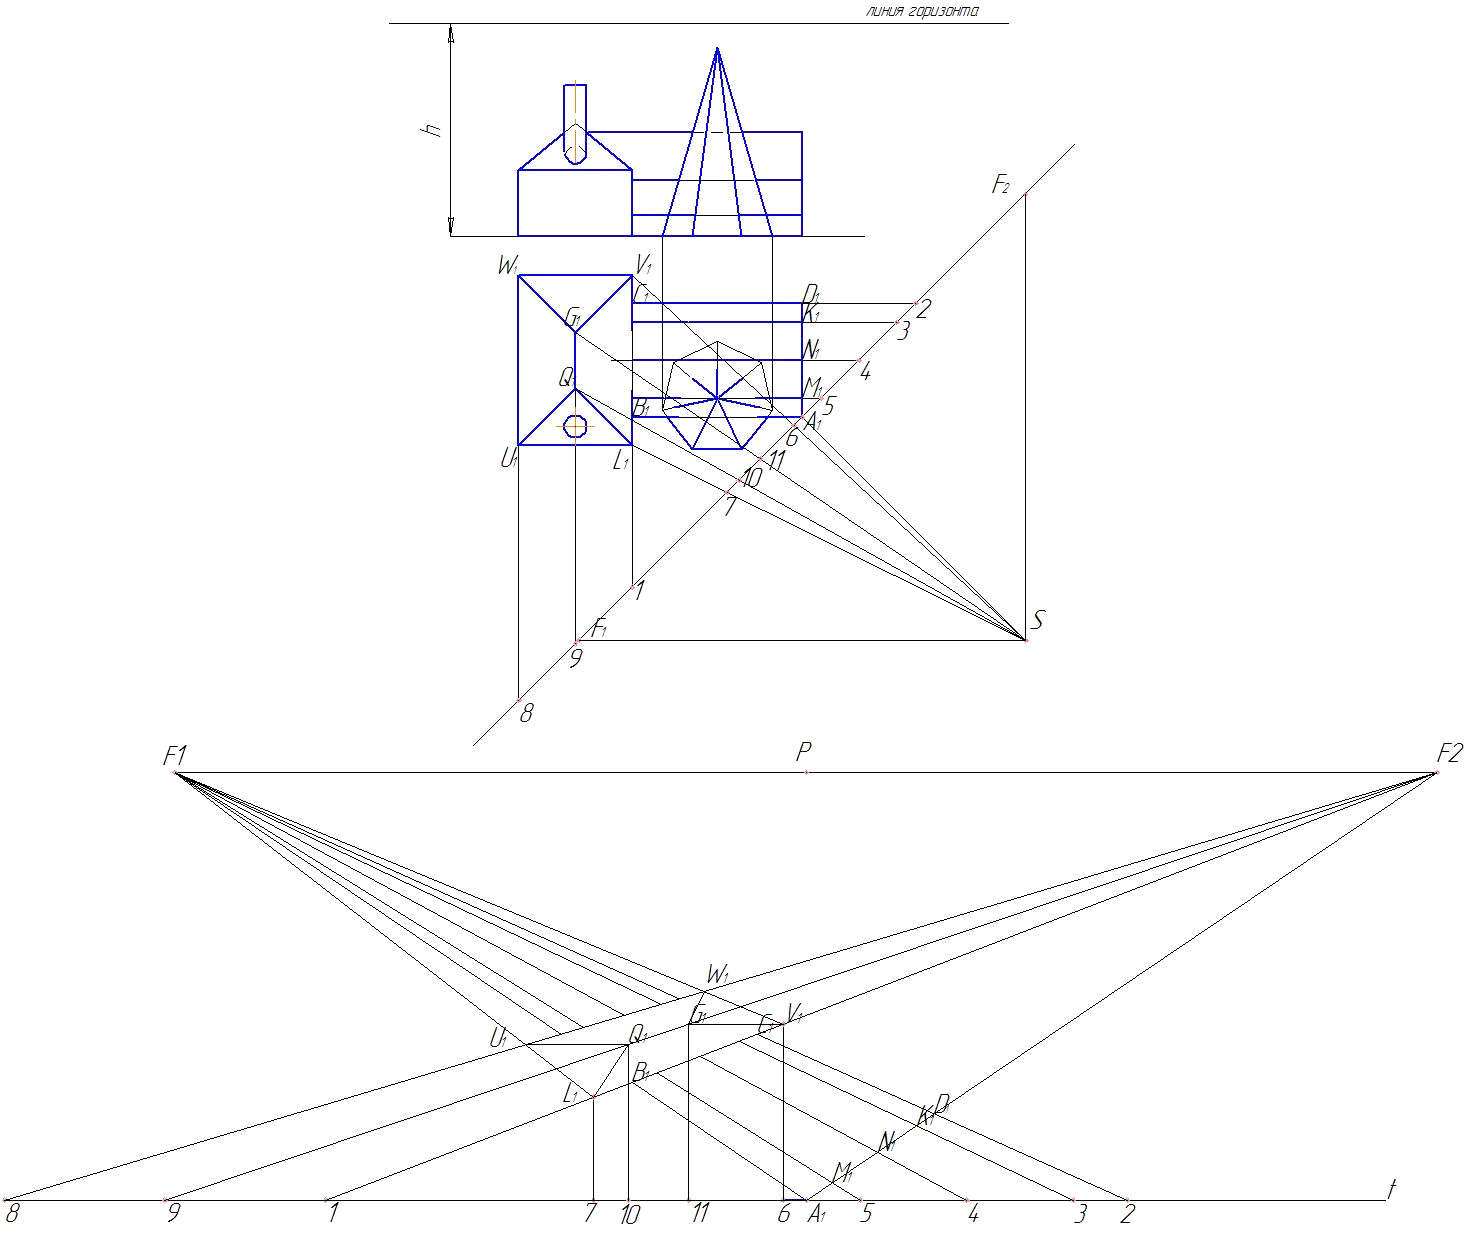 линия горизонта
h
F₂
W₁ V₁
C₁ D₁ 2
G₁ K₁ 3
N₁ 4
Q₁ M₁ 5
B₁ 6 A₁
U₁ L₁ 11
10
7
1 S
F₁
9
8
F1 P F2
W₁
G₁ C₁ V₁
U₁ Q₁
B₁
L₁ K₁ D₁
N₁
M₁ t
8 9 1 7 10 11 6 A₁ 5 4 3 2